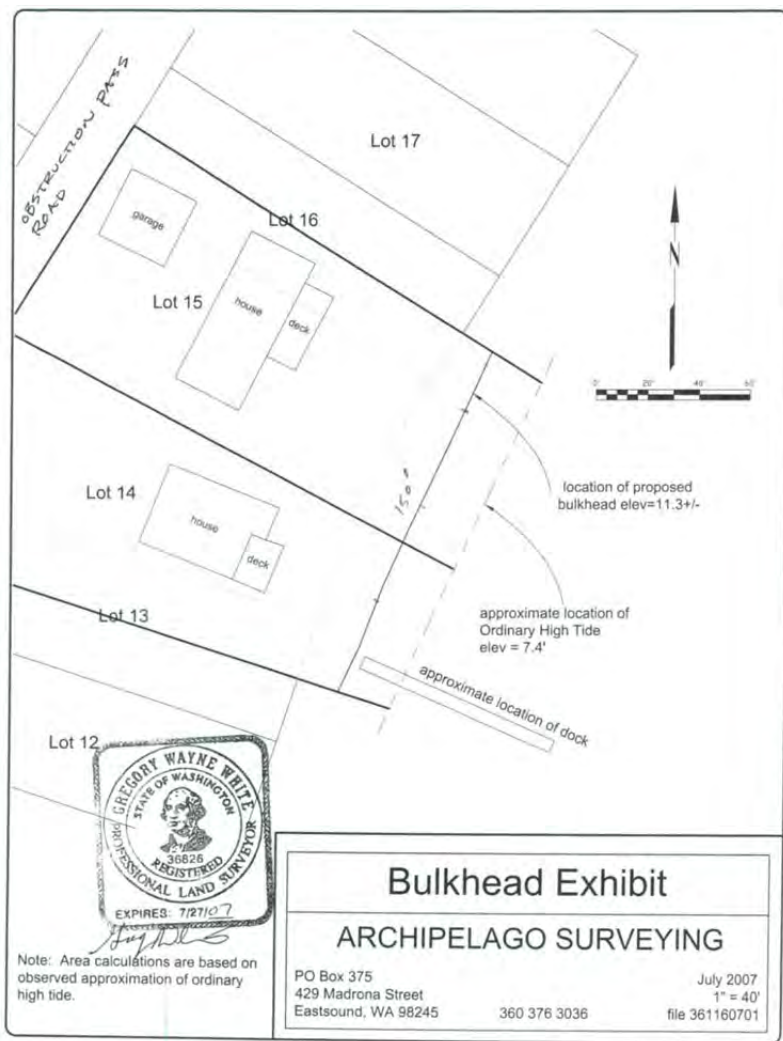 OBSTRUCTION PASS
ROAD
Lot 17
garage
Lot 16
Lot 15
house
deck
N
0' 20' 40' 60'
150°
location of proposed
bulkhead elev=11.3+/-
Lot 14
house
deck
approximate location of
Ordinary High Tide
elev = 7.4'
Lot 13
approximate location of dock
Lot 12
GREGORY WAYNE WHITE
STATE OF WASHINGTON
36826
REGISTERED
PROFESSIONAL LAND SURVEYOR
EXPIRES: 7/27/07
Note: Area calculations are based on
observed approximation of ordinary
high tide.
Bulkhead Exhibit
ARCHIPELAGO SURVEYING
PO Box 375
429 Madrona Street
Eastsound, WA 98245
360 376 3036
July 2007
1" = 40'
file 361160701